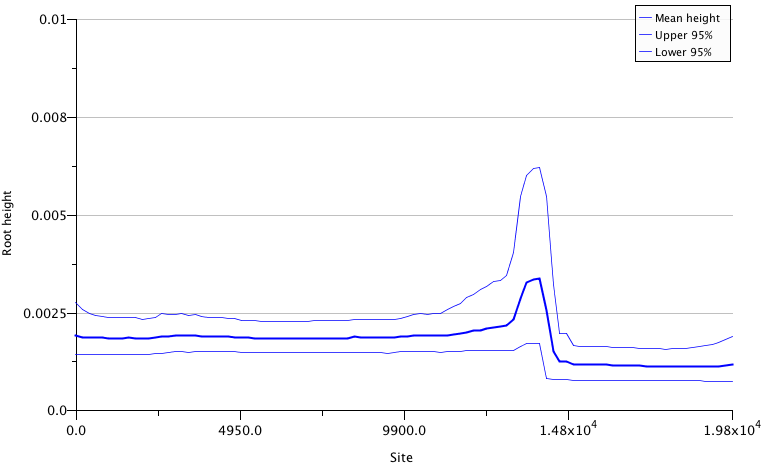 0.01
Mean height
Upper 95%
Lower 95%
0.008
0.005
Root height
0.0025
0.0
0.0 4950.0 9900.0 1.48x10⁴ 1.98x10⁴
Site